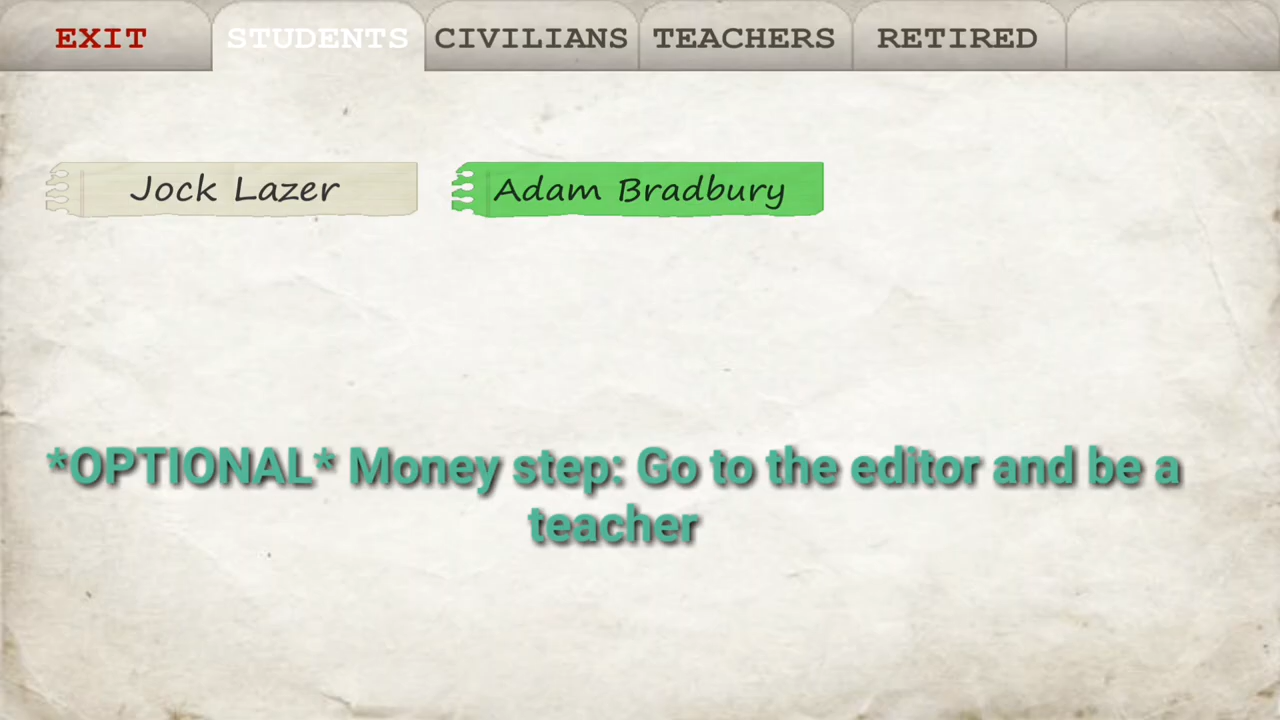 EXIT STUDENTS CIVILIANS TEACHERS RETIRED
Jock Lazer Adam Bradbury
*OPTIONAL* Money step: Go to the editor and be a
teacher